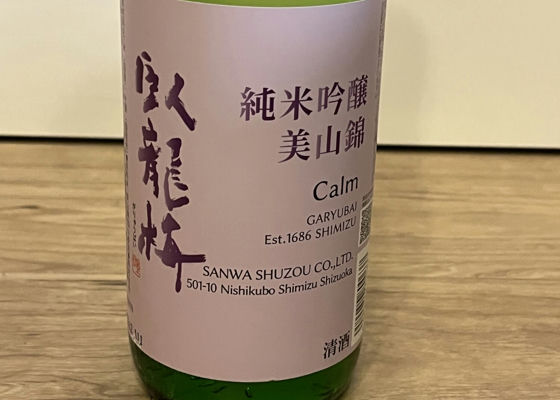 臥龍梅
純米吟醸
美山錦
Calm
GARYUBAI
Est.1686 SHIMIZU
SANWA SHUZOU CO.,LTD.
501-10 Nishikubo Shimizu Shizuoka
清酒